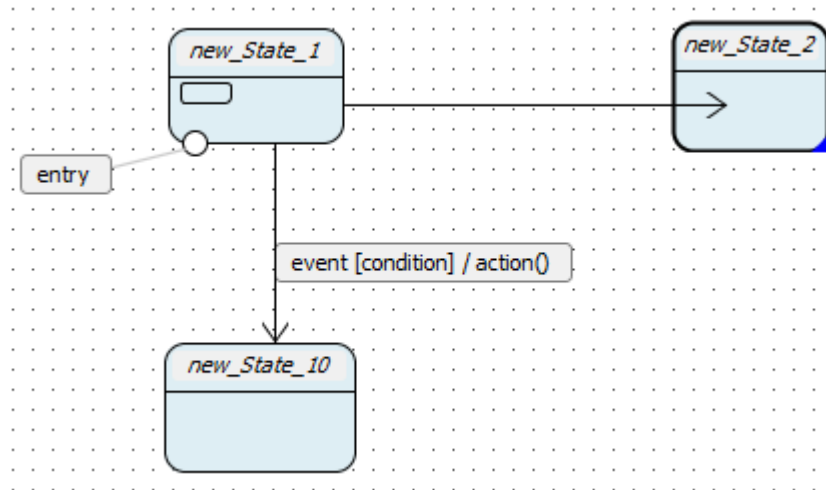 new_State_1
new_State_2
entry
event [condition] / action()
new_State_10